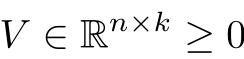 V ∈ ℝ^{n×k} ≥ 0